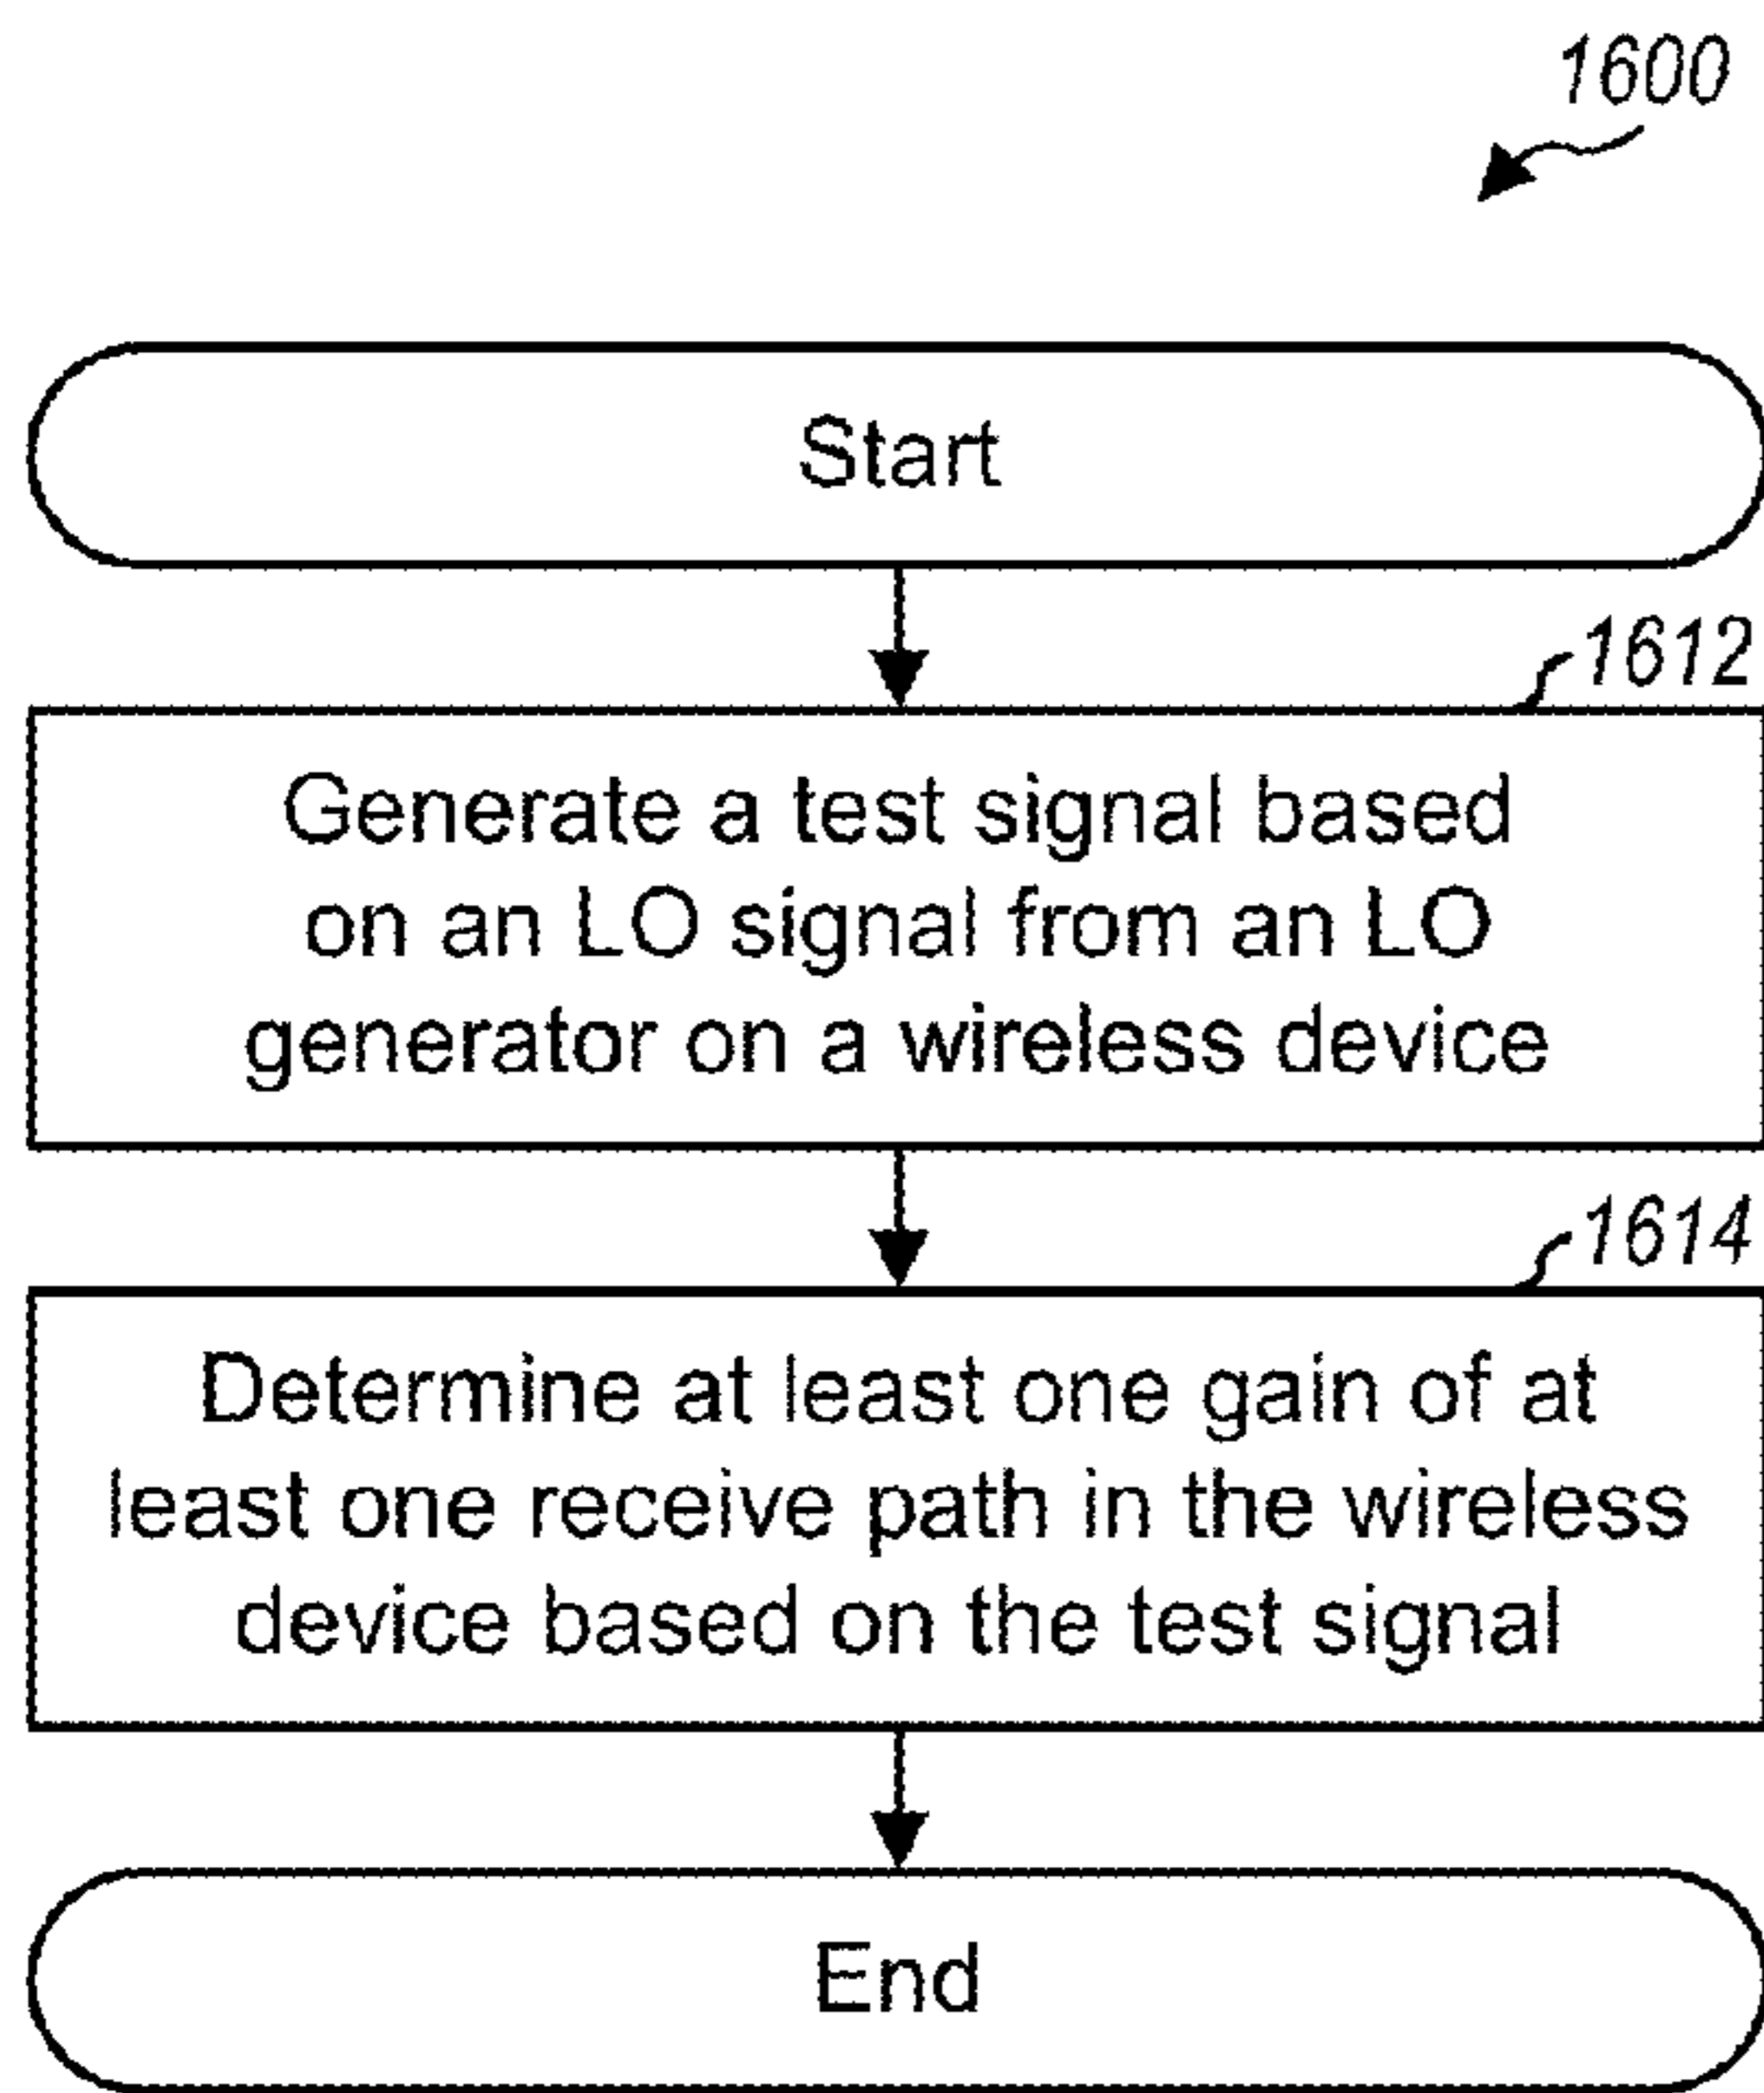 1600
Start
1612
Generate a test signal based
on an LO signal from an LO
generator on a wireless device
1614
Determine at least one gain of at
least one receive path in the wireless
device based on the test signal
End